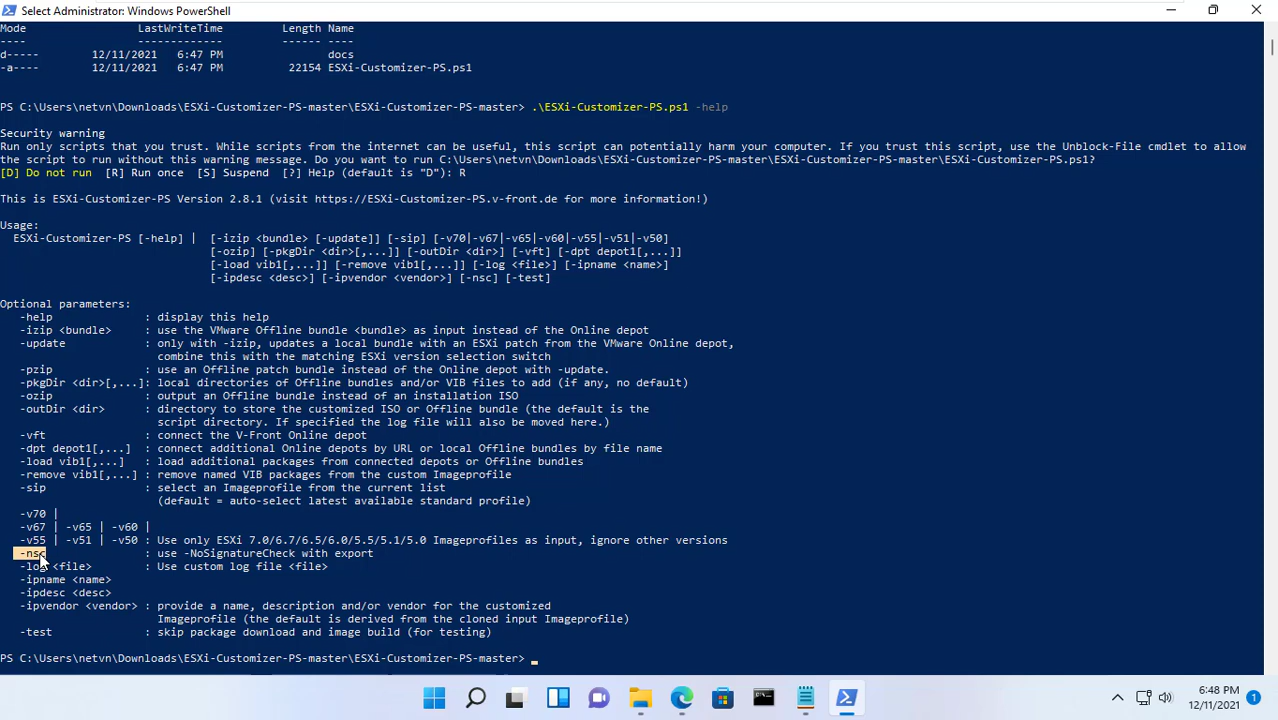 Select Administrator: Windows PowerShell
Mode LastWriteTime Length Name
---- ------------- ------ ----
d----- 12/11/2021 6:47 PM docs
-a---- 12/11/2021 6:47 PM 22154 ESXi-Customizer-PS.ps1
PS C:\Users\netvn\Downloads\ESXi-Customizer-PS-master\ESXi-Customizer-PS-master> .\ESXi-Customizer-PS.ps1 -help
Security warning
Run only scripts that you trust. While scripts from the internet can be useful, this script can potentially harm your computer. If you trust this script, use the Unblock-File cmdlet to allow
the script to run without this warning message. Do you want to run C:\Users\netvn\Downloads\ESXi-Customizer-PS-master\ESXi-Customizer-PS-master\ESXi-Customizer-PS.ps1?
[D] Do not run [R] Run once [S] Suspend [?] Help (default is "D"): R
This is ESXi-Customizer-PS Version 2.8.1 (visit https://ESXi-Customizer-PS.v-front.de for more information!)
Usage:
ESXi-Customizer-PS [-help] | [-izip <bundle> [-update]] [-sip] [-v70|-v67|-v65|-v60|-v55|-v51|-v50]
[-ozip] [-pkgDir <dir>[,...]] [-outDir <dir>] [-vft] [-dpt depot1[,...]]
[-load vib1[,...]] [-remove vib1[,...]] [-log <file>] [-ipname <name>]
[-ipdesc <desc>] [-ipvendor <vendor>] [-nsc] [-test]
Optional parameters:
-help : display this help
-izip <bundle> : use the VMware Offline bundle <bundle> as input instead of the Online depot
-update : only with -izip, updates a local bundle with an ESXi patch from the VMware Online depot,
combine this with the matching ESXi version selection switch
-pzip : use an Offline patch bundle instead of the Online depot with -update.
-pkgDir <dir>[,...]: local directories of Offline bundles and/or VIB files to add (if any, no default)
-ozip : output an Offline bundle instead of an installation ISO
-outDir <dir> : directory to store the customized ISO or Offline bundle (the default is the
script directory. If specified the log file will also be moved here.)
-vft : connect the V-Front Online depot
-dpt depot1[,...] : connect additional Online depots by URL or local Offline bundles by file name
-load vib1[,...] : load additional packages from connected depots or Offline bundles
-remove vib1[,...] : remove named VIB packages from the custom Imageprofile
-sip : select an Imageprofile from the current list
(default = auto-select latest available standard profile)
-v70 |
-v67 | -v65 | -v60 |
-v55 | -v51 | -v50 : Use only ESXi 7.0/6.7/6.5/6.0/5.5/5.1/5.0 Imageprofiles as input, ignore other versions
-nsc : use -NoSignatureCheck with export
-log <file> : Use custom log file <file>
-ipname <name>
-ipdesc <desc>
-ipvendor <vendor> : provide a name, description and/or vendor for the customized
Imageprofile (the default is derived from the cloned input Imageprofile)
-test : skip package download and image build (for testing)
PS C:\Users\netvn\Downloads\ESXi-Customizer-PS-master\ESXi-Customizer-PS-master>
6:48 PM
12/11/2021
1